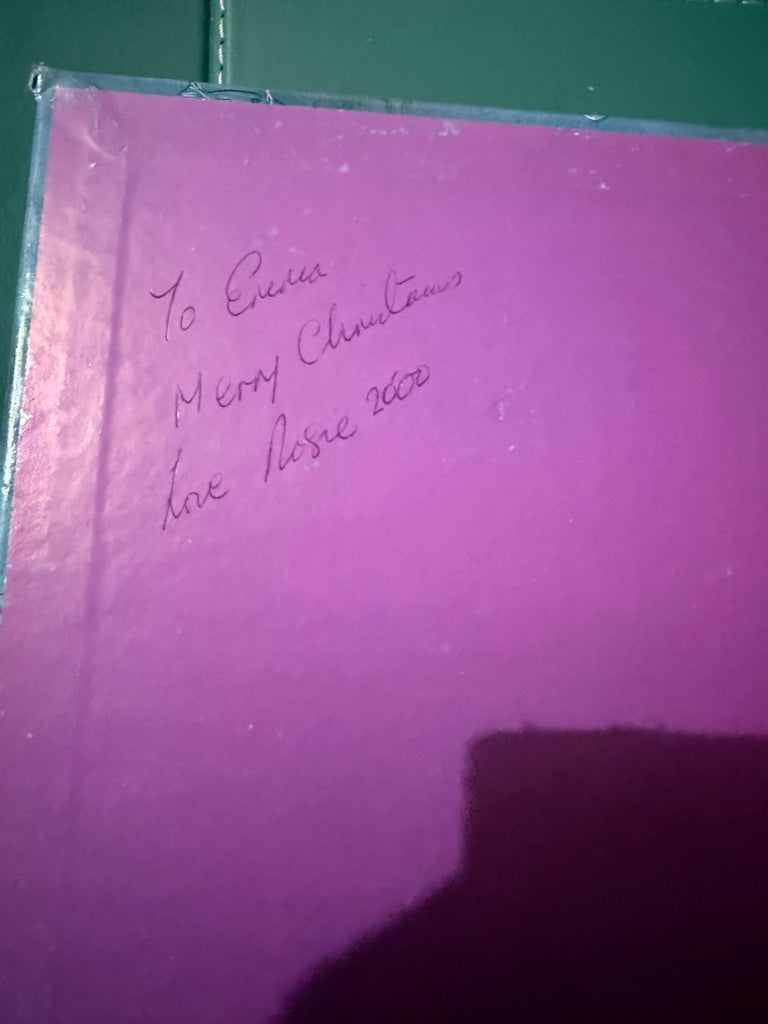 To Emma
Merry Christmas
Love Rosie 2000